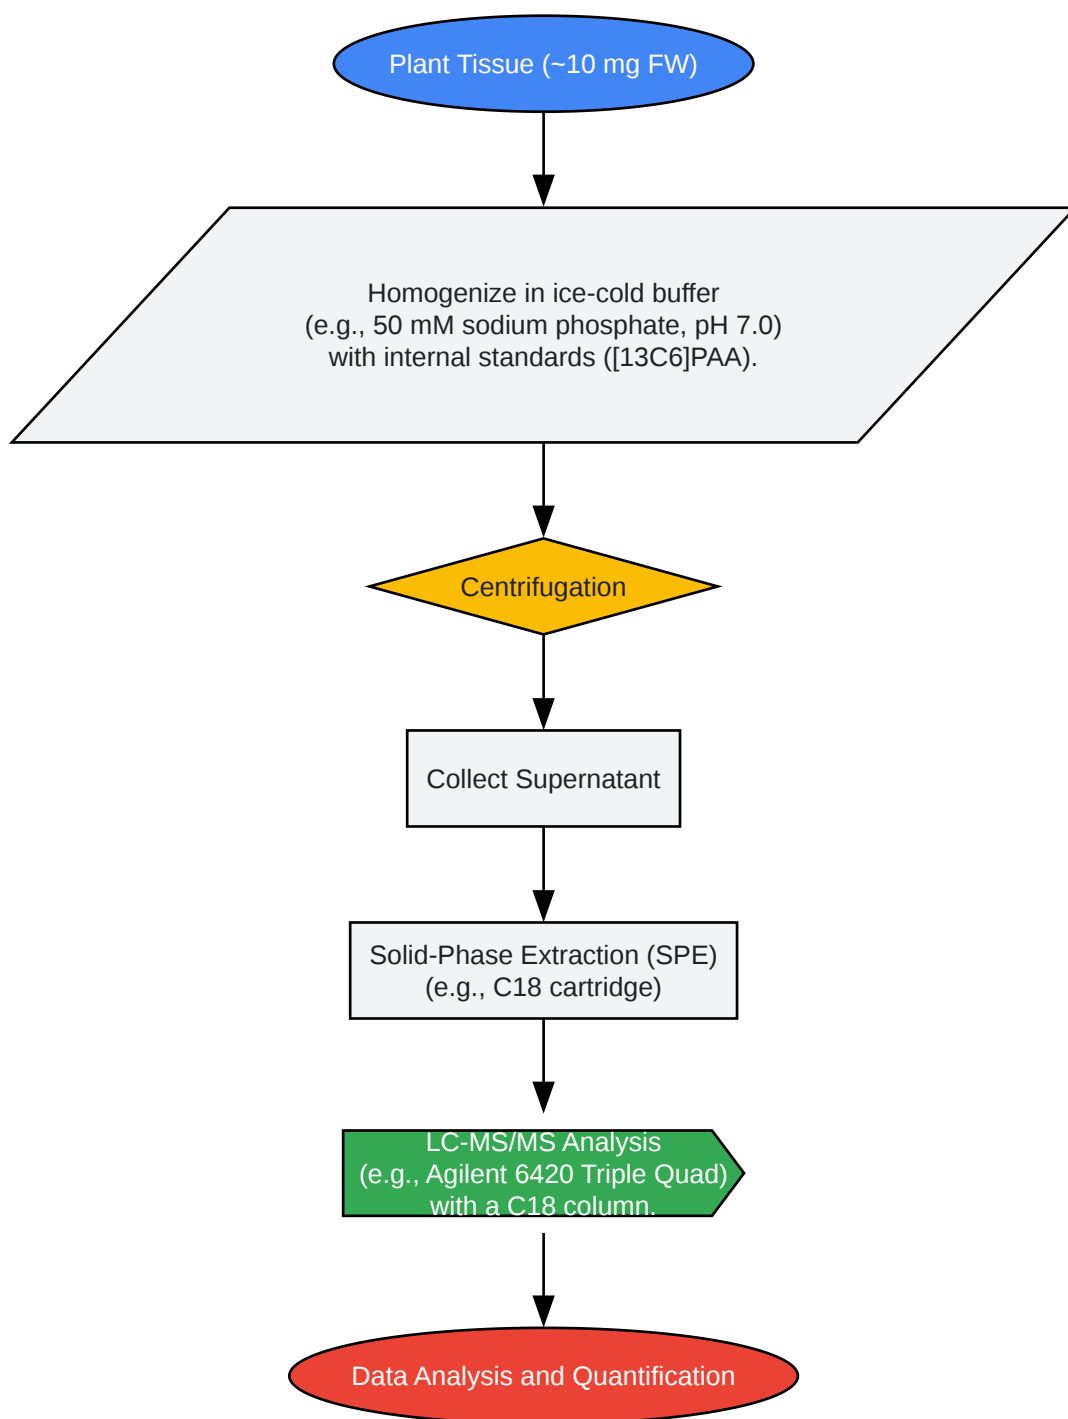 Plant Tissue (~10 mg FW)
Homogenize in ice-cold buffer
(e.g., 50 mM sodium phosphate, pH 7.0)
with internal standards ([13C6]PAA).
Centrifugation
Collect Supernatant
Solid-Phase Extraction (SPE)
(e.g., C18 cartridge)
LC-MS/MS Analysis
(e.g., Agilent 6420 Triple Quad)
with a C18 column.
Data Analysis and Quantification